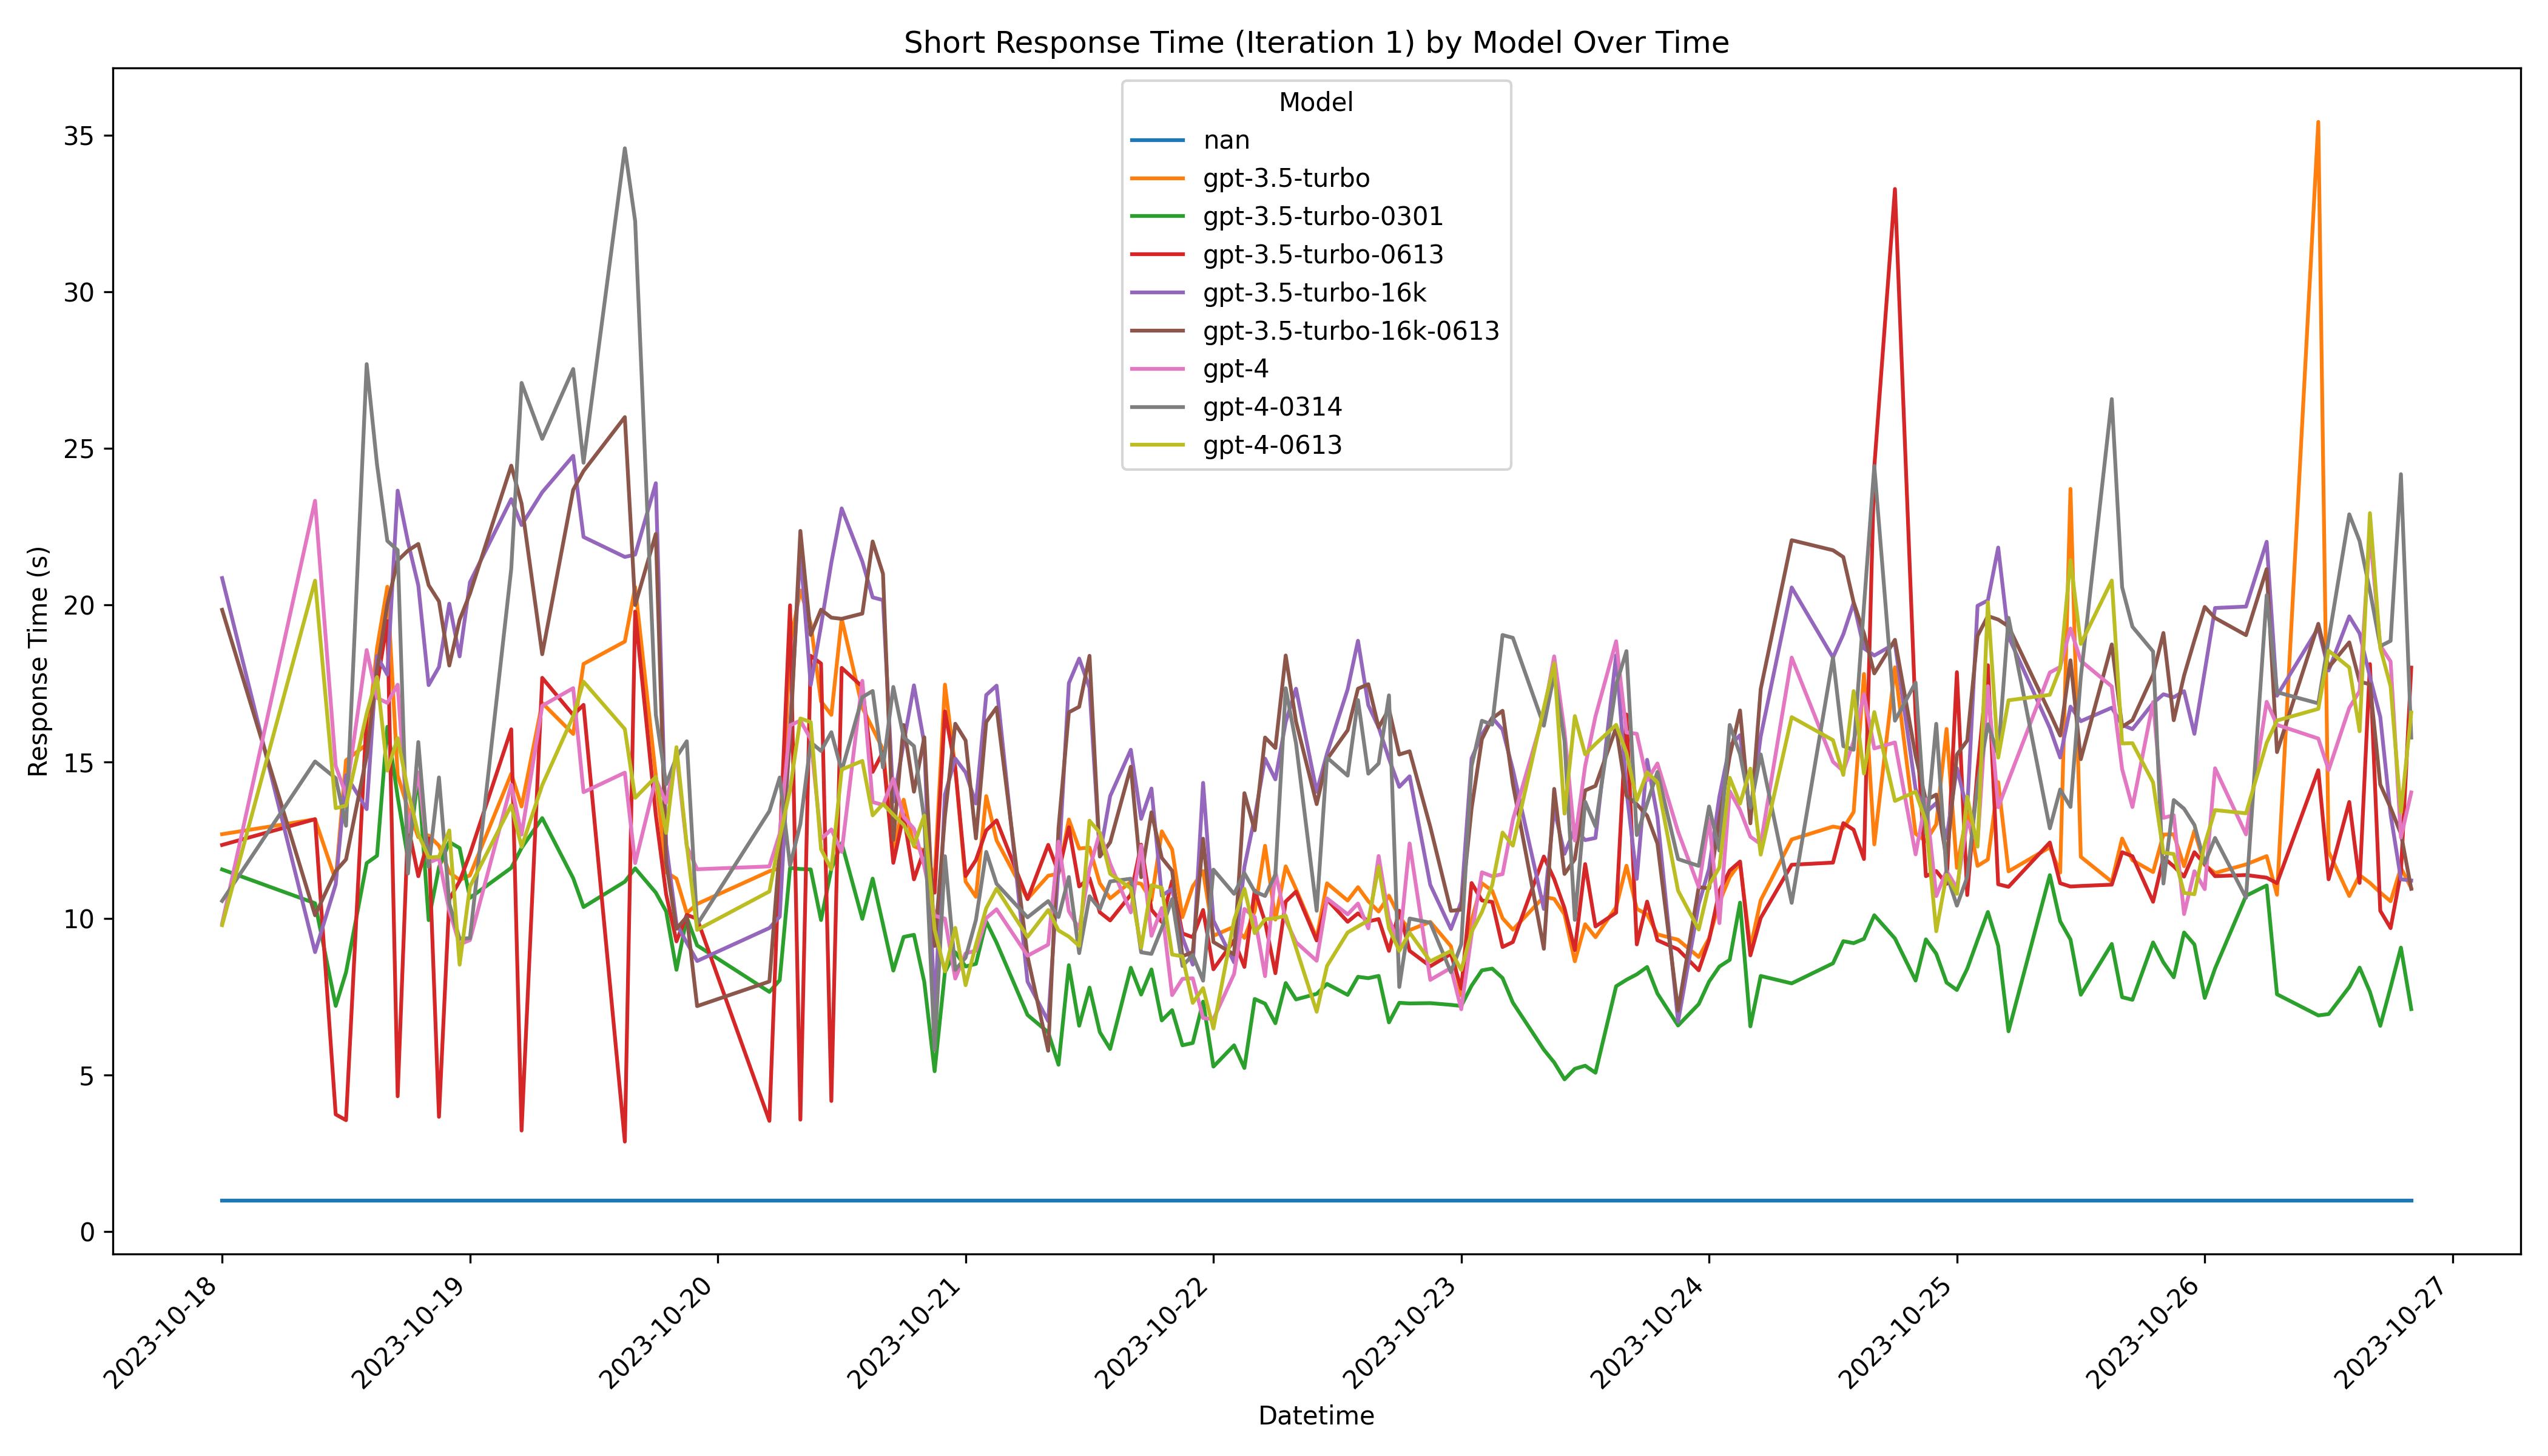 Short Response Time (Iteration 1) by Model Over Time
Model
nan
gpt-3.5-turbo
gpt-3.5-turbo-0301
gpt-3.5-turbo-0613
gpt-3.5-turbo-16k
gpt-3.5-turbo-16k-0613
gpt-4
gpt-4-0314
gpt-4-0613
Response Time (s)
35
30
25
20
15
10
5
0
2023-10-18
2023-10-19
2023-10-20
2023-10-21
2023-10-22
2023-10-23
2023-10-24
2023-10-25
2023-10-26
2023-10-27
Datetime